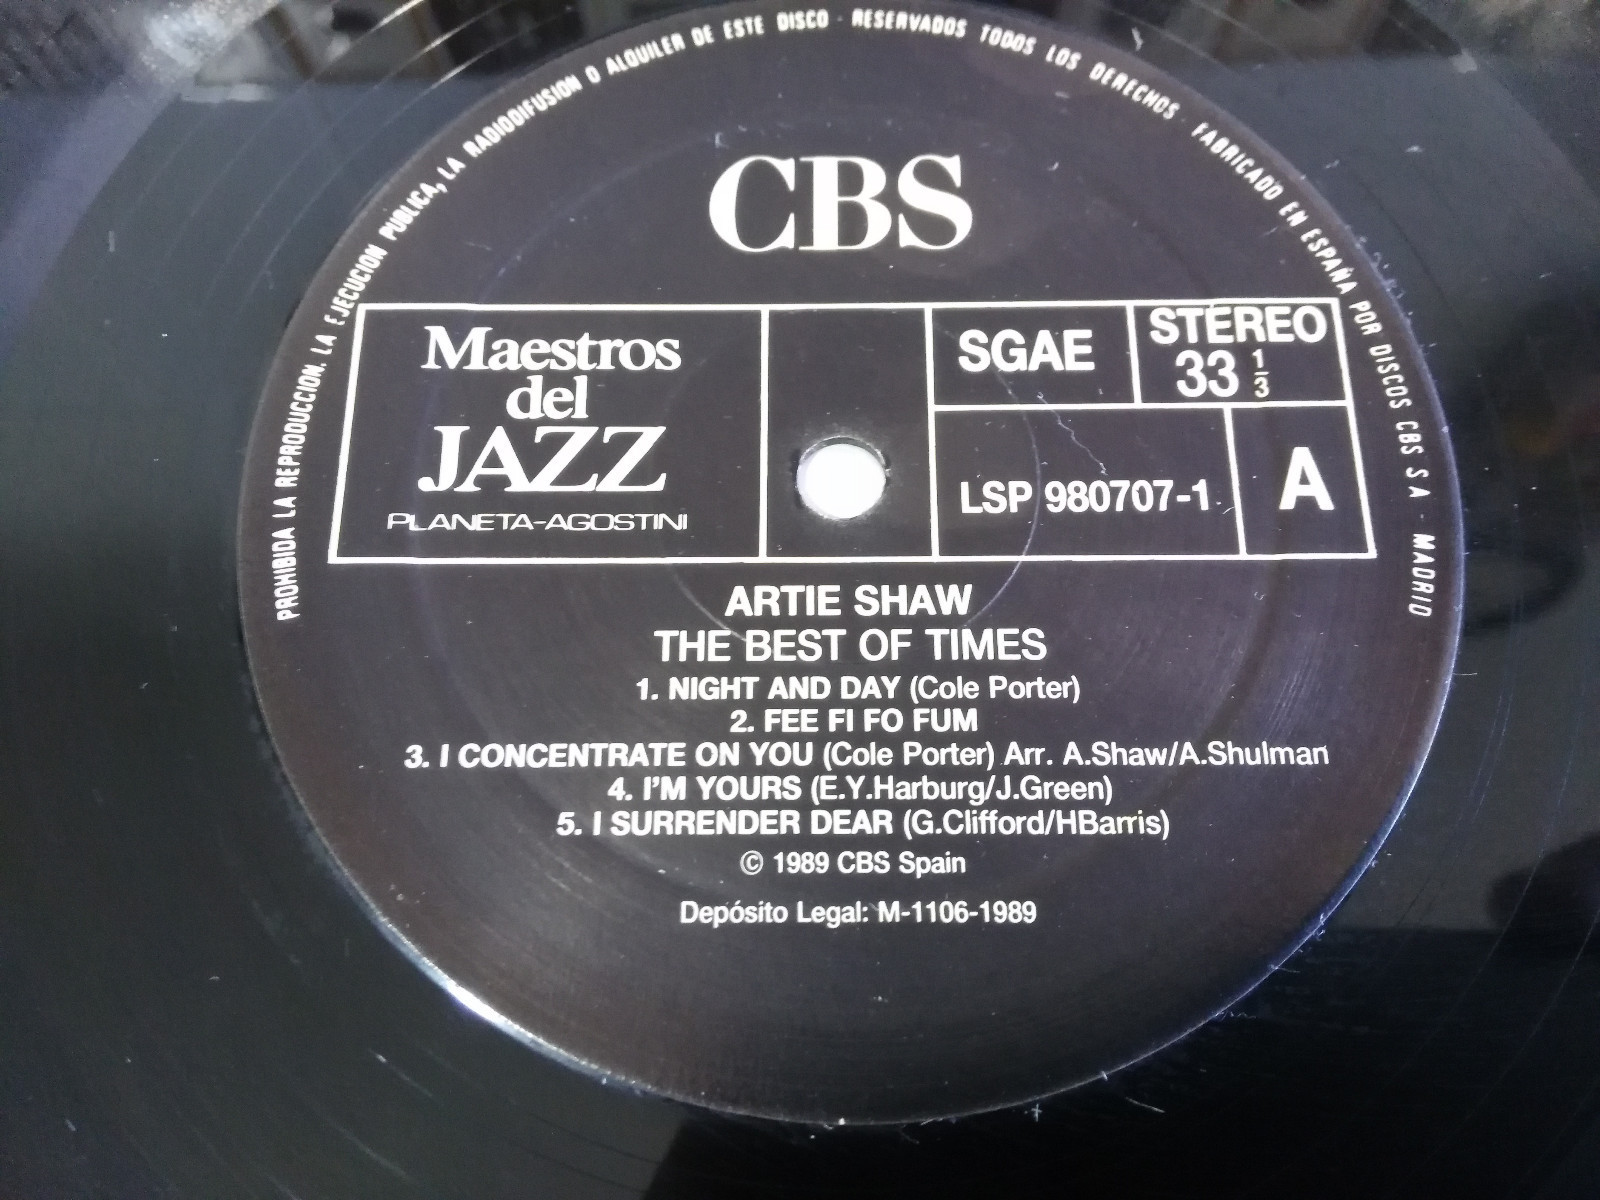 PROHIBIDA LA REPRODUCCION, LA EJECUCION PUBLICA, LA RADIODIFUSION O ALQUILER DE ESTE DISCO · RESERVADOS TODOS LOS DERECHOS · FABRICADO EN ESPAÑA POR DISCOS CBS S A · MADRID
CBS
Maestros
del
JAZZ
PLANETA-AGOSTINI
SGAE
STEREO
33 1/3
LSP 980707-1
A
ARTIE SHAW
THE BEST OF TIMES
1. NIGHT AND DAY (Cole Porter)
2. FEE FI FO FUM
3. I CONCENTRATE ON YOU (Cole Porter) Arr. A.Shaw/A.Shulman
4. I'M YOURS (E.Y.Harburg/J.Green)
5. I SURRENDER DEAR (G.Clifford/HBarris)
© 1989 CBS Spain
Depósito Legal: M-1106-1989